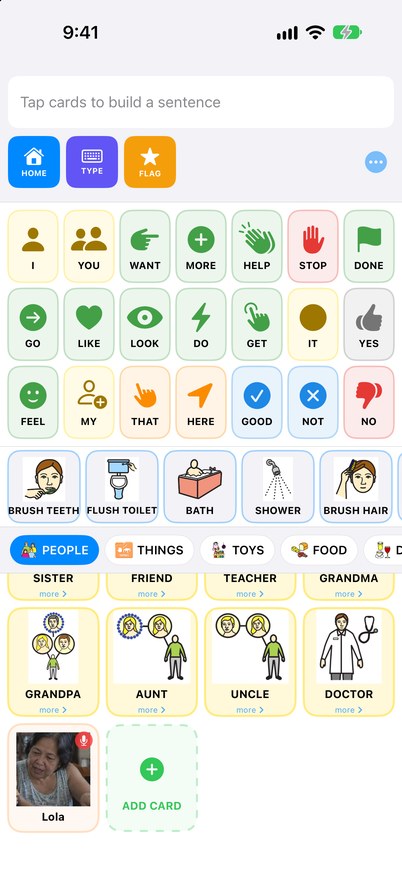 9:41
Tap cards to build a sentence
HOME
TYPE
FLAG
I
YOU
WANT
MORE
HELP
STOP
DONE
GO
LIKE
LOOK
DO
GET
IT
YES
FEEL
MY
THAT
HERE
GOOD
NOT
NO
BRUSH TEETH
FLUSH TOILET
BATH
SHOWER
BRUSH HAIR
PEOPLE
THINGS
TOYS
FOOD
D
SISTER
FRIEND
TEACHER
GRANDMA
more >
more >
more >
more >
GRANDPA
AUNT
UNCLE
DOCTOR
more >
more >
more >
more >
Lola
ADD CARD